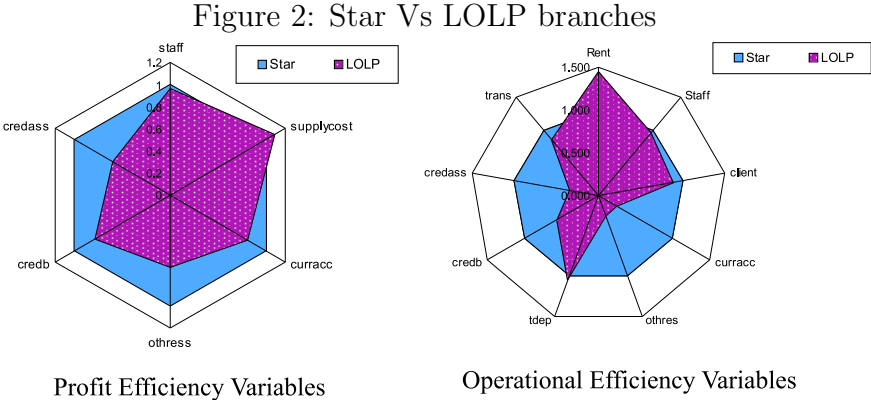 Figure 2: Star Vs LOLP branches
staff
1.2
1
0.8
0.6
0.4
0.2
0
credass
supplycost
credb
curracc
othress
Star
LOLP
Profit Efficiency Variables
Rent
1.500
1.000
0.500
0.000
trans
Staff
credass
client
credb
curracc
tdep
othres
Star
LOLP
Operational Efficiency Variables